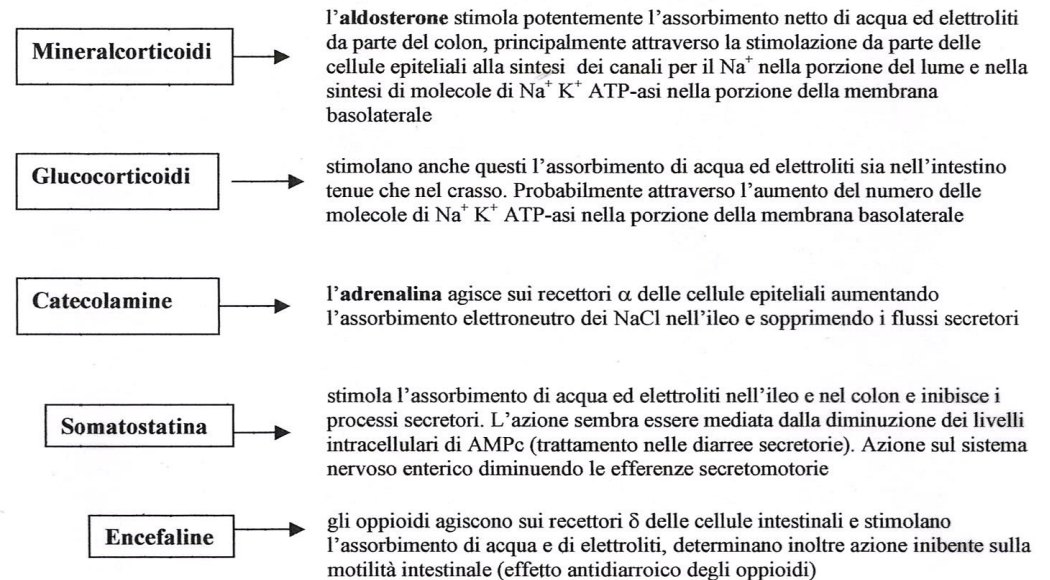 Mineralcorticoidi
l'aldosterone stimola potentemente l'assorbimento netto di acqua ed elettroliti
da parte del colon, principalmente attraverso la stimolazione da parte delle
cellule epiteliali alla sintesi dei canali per il Na⁺ nella porzione del lume e nella
sintesi di molecole di Na⁺ K⁺ ATP-asi nella porzione della membrana
basolaterale
Glucocorticoidi
stimolano anche questi l'assorbimento di acqua ed elettroliti sia nell'intestino
tenue che nel crasso. Probabilmente attraverso l'aumento del numero delle
molecole di Na⁺ K⁺ ATP-asi nella porzione della membrana basolaterale
Catecolamine
l'adrenalina agisce sui recettori α delle cellule epiteliali aumentando
l'assorbimento elettroneutro dei NaCl nell'ileo e sopprimendo i flussi secretori
Somatostatina
stimola l'assorbimento di acqua ed elettroliti nell'ileo e nel colon e inibisce i
processi secretori. L'azione sembra essere mediata dalla diminuzione dei livelli
intracellulari di AMPc (trattamento nelle diarree secretorie). Azione sul sistema
nervoso enterico diminuendo le efferenze secretomotorie
Encefaline
gli oppioidi agiscono sui recettori δ delle cellule intestinali e stimolano
l'assorbimento di acqua e di elettroliti, determinano inoltre azione inibente sulla
motilità intestinale (effetto antidiarroico degli oppioidi)